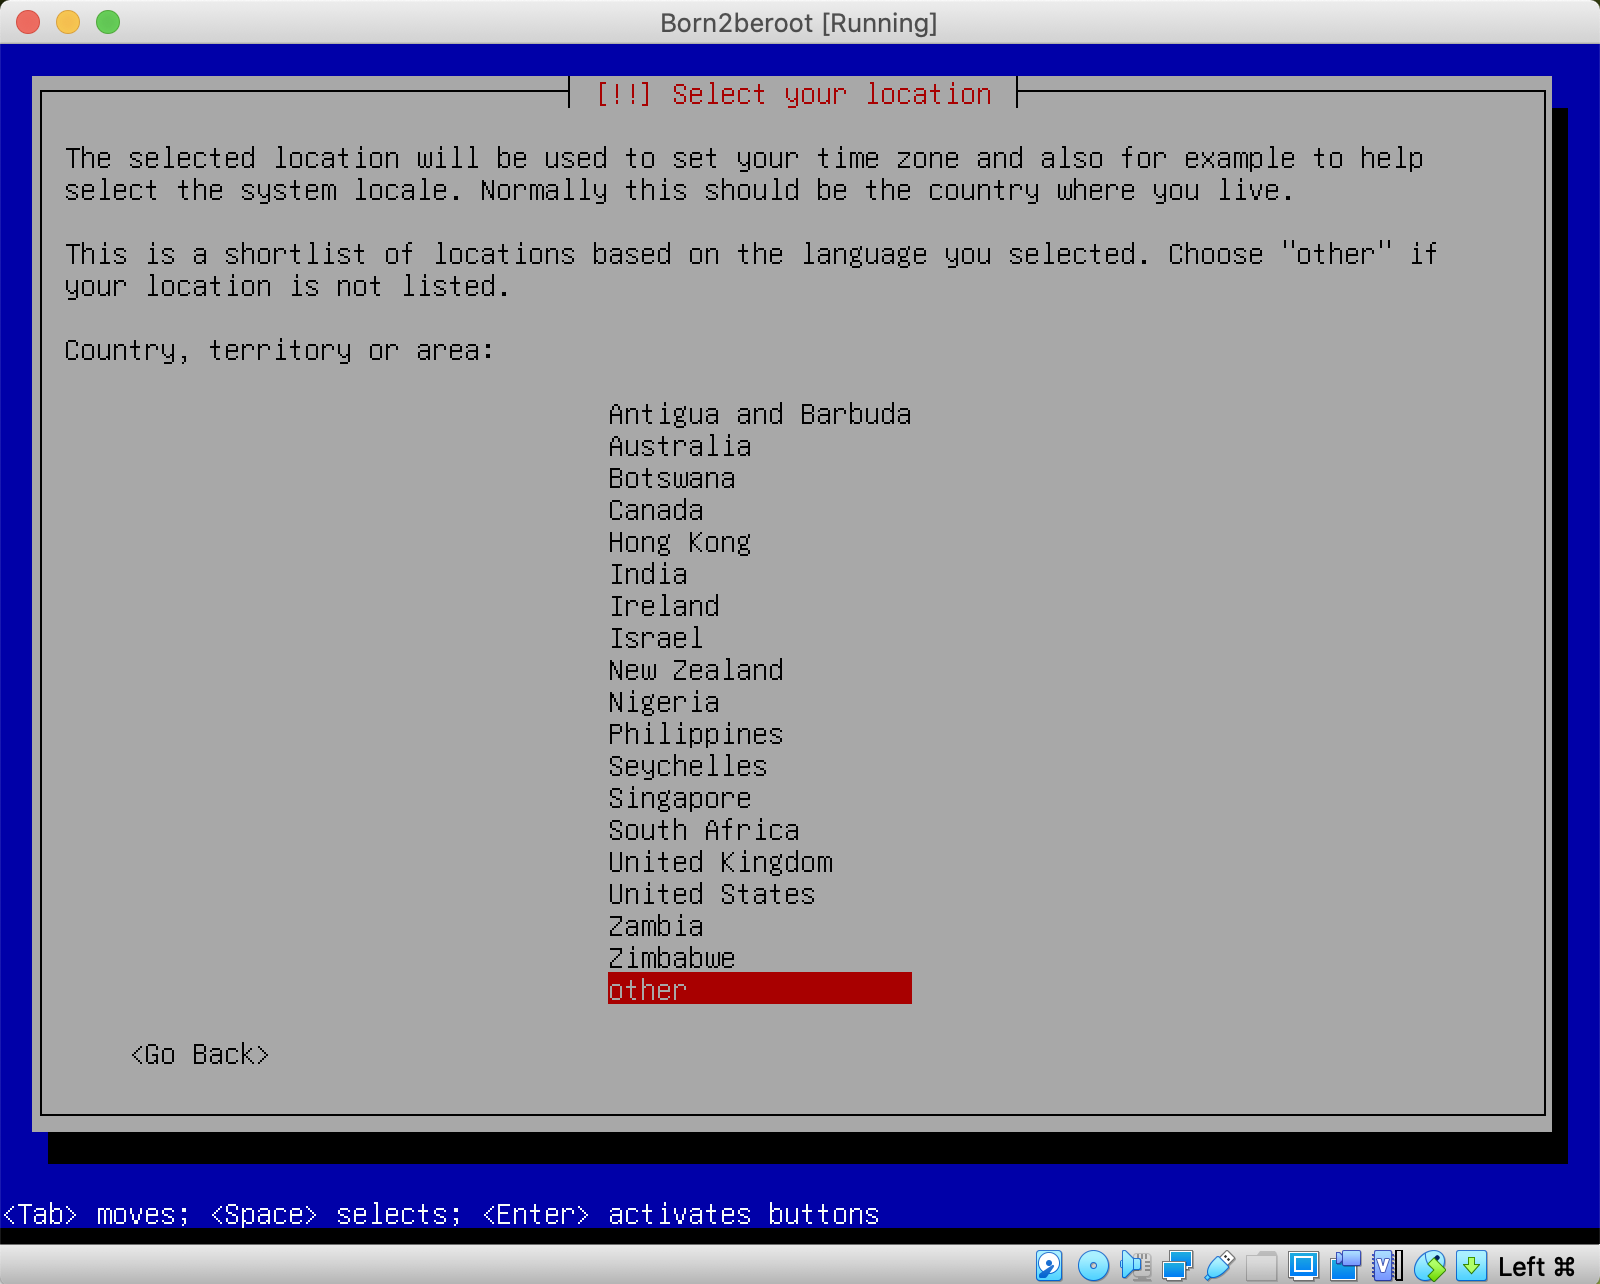 Born2beroot [Running]
[!!] Select your location
The selected location will be used to set your time zone and also for example to help
select the system locale. Normally this should be the country where you live.
This is a shortlist of locations based on the language you selected. Choose "other" if
your location is not listed.
Country, territory or area:
Antigua and Barbuda
Australia
Botswana
Canada
Hong Kong
India
Ireland
Israel
New Zealand
Nigeria
Philippines
Seychelles
Singapore
South Africa
United Kingdom
United States
Zambia
Zimbabwe
other
<Go Back>
<Tab> moves; <Space> selects; <Enter> activates buttons
Left ⌘